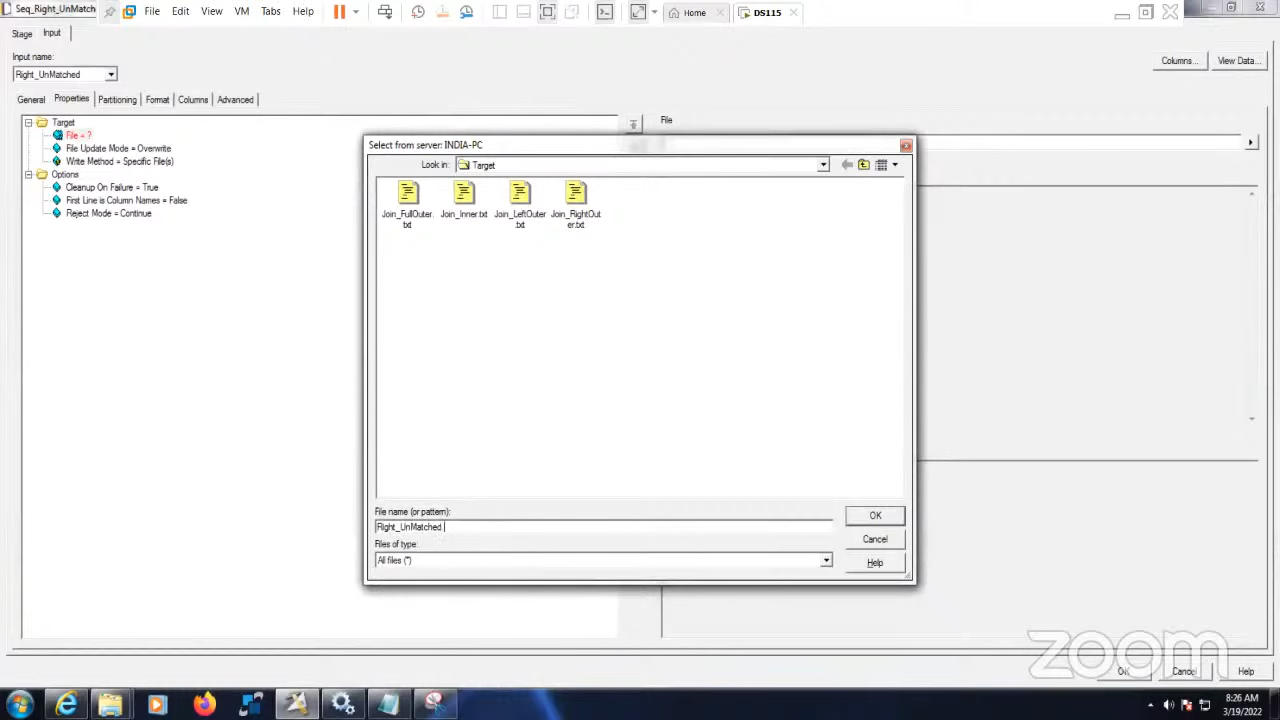 Seq_Right_UnMatch
File Edit View VM Tabs Help
Home
DS115
Stage Input
Input name:
Right_UnMatched
Columns...
View Data...
General Properties Partitioning Format Columns Advanced
Target
File = ?
File Update Mode = Overwrite
Write Method = Specific File(s)
Options
Cleanup On Failure = True
First Line is Column Names = False
Reject Mode = Continue
File
Select from server: INDIA-PC
Look in: Target
Join_FullOuter.
txt
Join_Inner.txt
Join_LeftOuter
.txt
Join_RightOut
er.txt
File name (or pattern):
Right_UnMatched
Files of type:
All files (*)
OK
Cancel
Help
zoom
OK Cancel Help
8:26 AM
3/19/2022